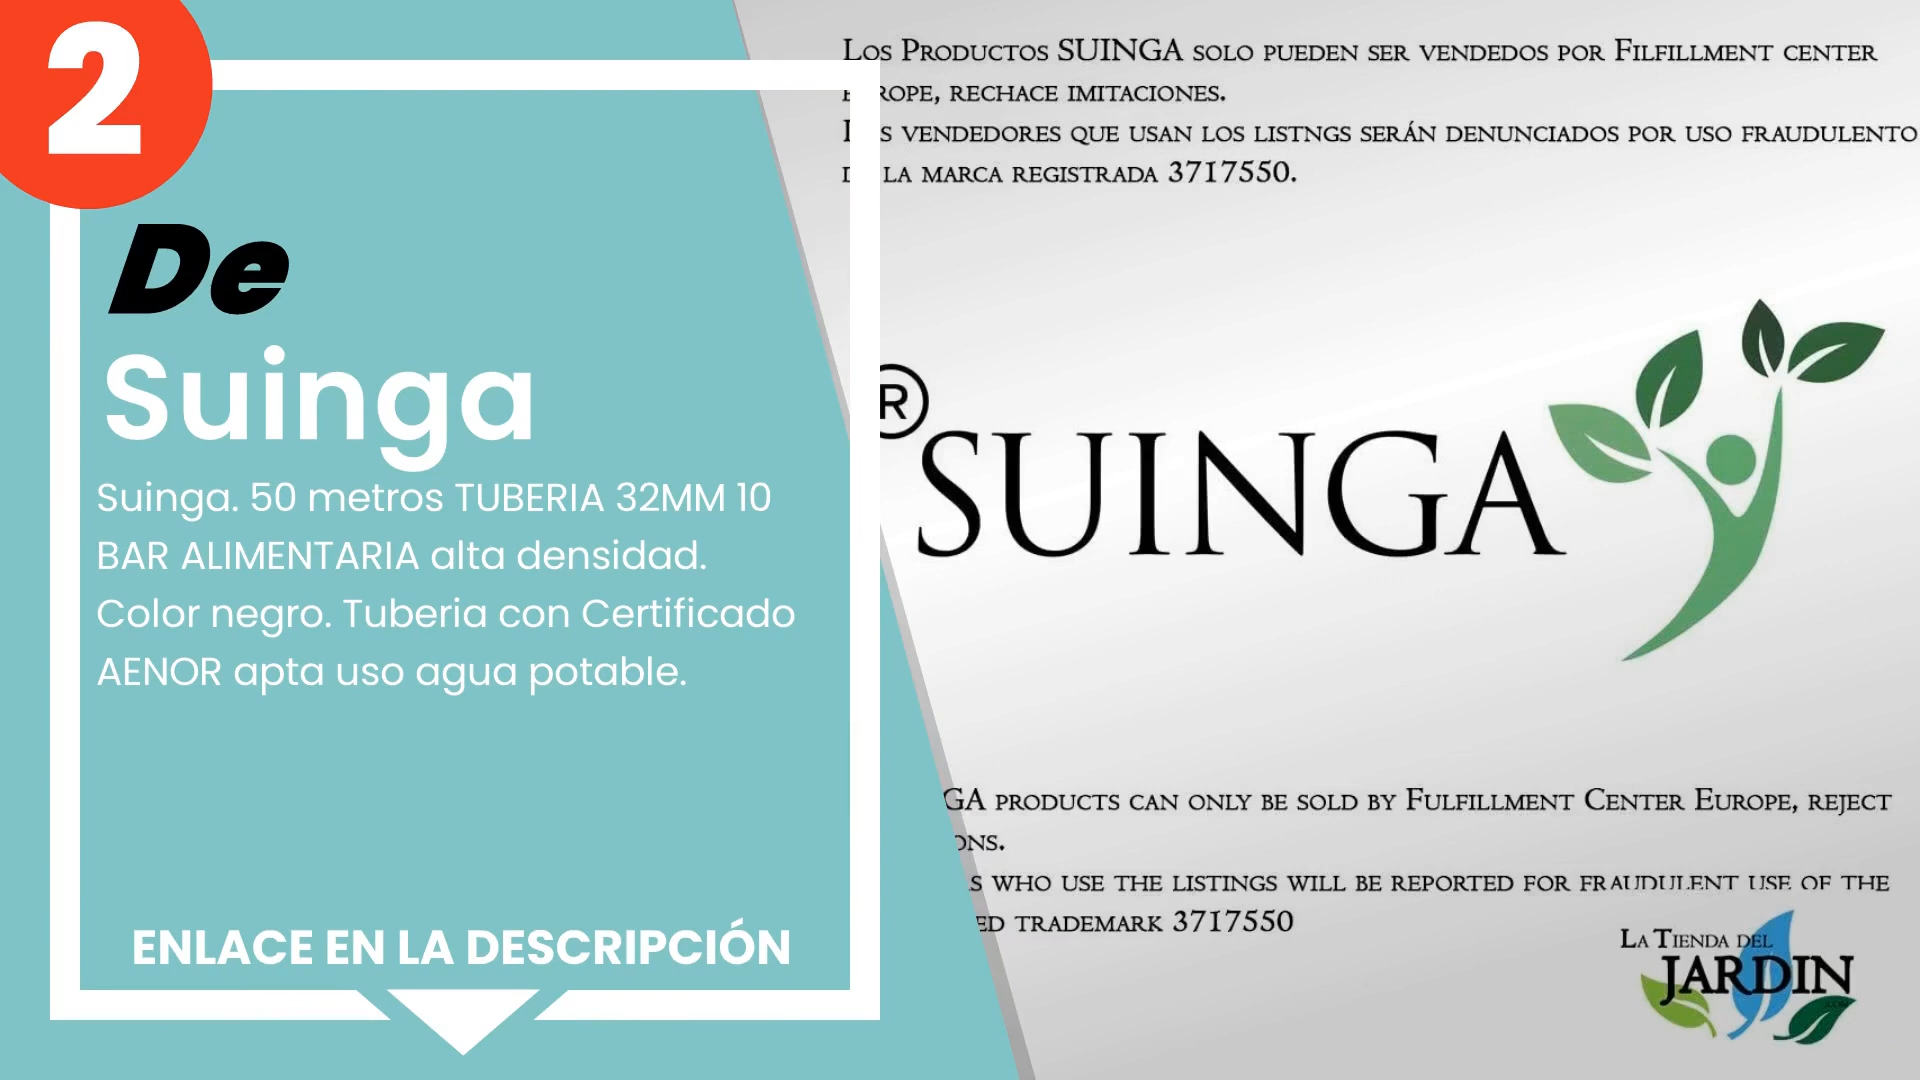 2
De
Suinga
Suinga. 50 metros TUBERIA 32MM 10
BAR ALIMENTARIA alta densidad.
Color negro. Tuberia con Certificado
AENOR apta uso agua potable.
ENLACE EN LA DESCRIPCIÓN
Los Productos SUINGA solo pueden ser vendedos por Filfillment center
rope, rechace imitaciones.
s vendedores que usan los listngs serán denunciados por uso fraudulento
la marca registrada 3717550.
®
SUINGA
GA products can only be sold by Fulfillment Center Europe, reject
ons.
s who use the listings will be reported for fraudulent use of the
ed trademark 3717550
La Tienda del
JARDIN